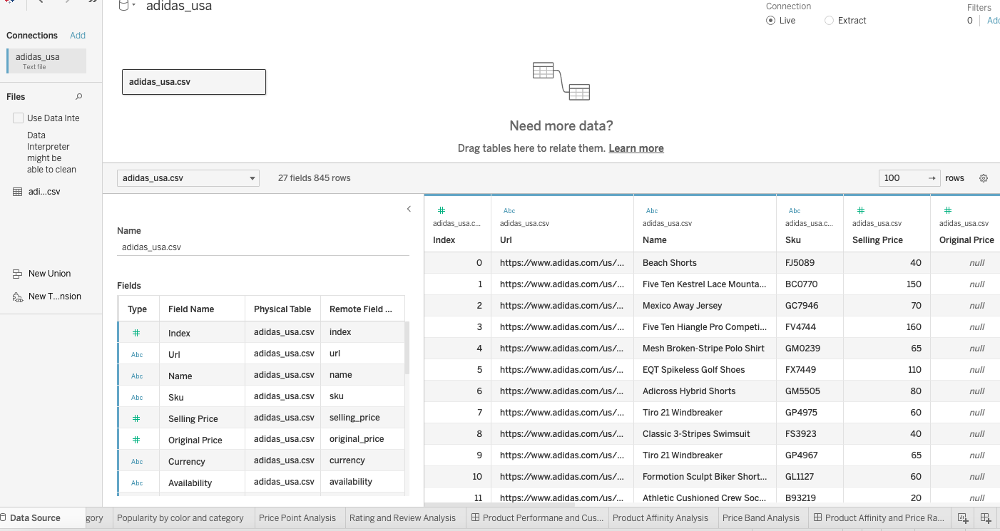 adidas_usa
Connection
Live
Extract
Filters
0
Add
Connections Add
adidas_usa
Text file
adidas_usa.csv
Files
Use Data Inte
Data
Interpreter
might be
able to clean
adi...csv
New Union
New T...nsion
Need more data?
Drag tables here to relate them. Learn more
adidas_usa.csv
27 fields 845 rows
100 → rows
Name
adidas_usa.csv
Fields
Type Field Name Physical Table Remote Field ...
# Index adidas_usa.csv index
Abc Url adidas_usa.csv url
Abc Name adidas_usa.csv name
Abc Sku adidas_usa.csv sku
# Selling Price adidas_usa.csv selling_price
# Original Price adidas_usa.csv original_price
Abc Currency adidas_usa.csv currency
Abc Availability adidas_usa.csv availability
# Abc Abc Abc # #
adidas_usa.c... adidas_usa.csv adidas_usa.csv adidas_usa.c... adidas_usa.csv adidas_usa.csv
Index Url Name Sku Selling Price Original Price
0 https://www.adidas.com/us/... Beach Shorts FJ5089 40 null
1 https://www.adidas.com/us/... Five Ten Kestrel Lace Mounta... BC0770 150 null
2 https://www.adidas.com/us/... Mexico Away Jersey GC7946 70 null
3 https://www.adidas.com/us/... Five Ten Hiangle Pro Competi... FV4744 160 null
4 https://www.adidas.com/us/... Mesh Broken-Stripe Polo Shirt GM0239 65 null
5 https://www.adidas.com/us/... EQT Spikeless Golf Shoes FX7449 110 null
6 https://www.adidas.com/us/... Adicross Hybrid Shorts GM5505 80 null
7 https://www.adidas.com/us/... Tiro 21 Windbreaker GP4975 60 null
8 https://www.adidas.com/us/... Classic 3-Stripes Swimsuit FS3923 40 null
9 https://www.adidas.com/us/... Tiro 21 Windbreaker GP4967 65 null
10 https://www.adidas.com/us/... Formotion Sculpt Biker Short... GL1127 60 null
11 https://www.adidas.com/us/... Athletic Cushioned Crew Soc... B93219 20 null
Data Source
gory
Popularity by color and category
Price Point Analysis
Rating and Review Analysis
Product Performane and Cus...
Product Affinity Analysis
Price Band Analysis
Product Affinity and Price Ra...